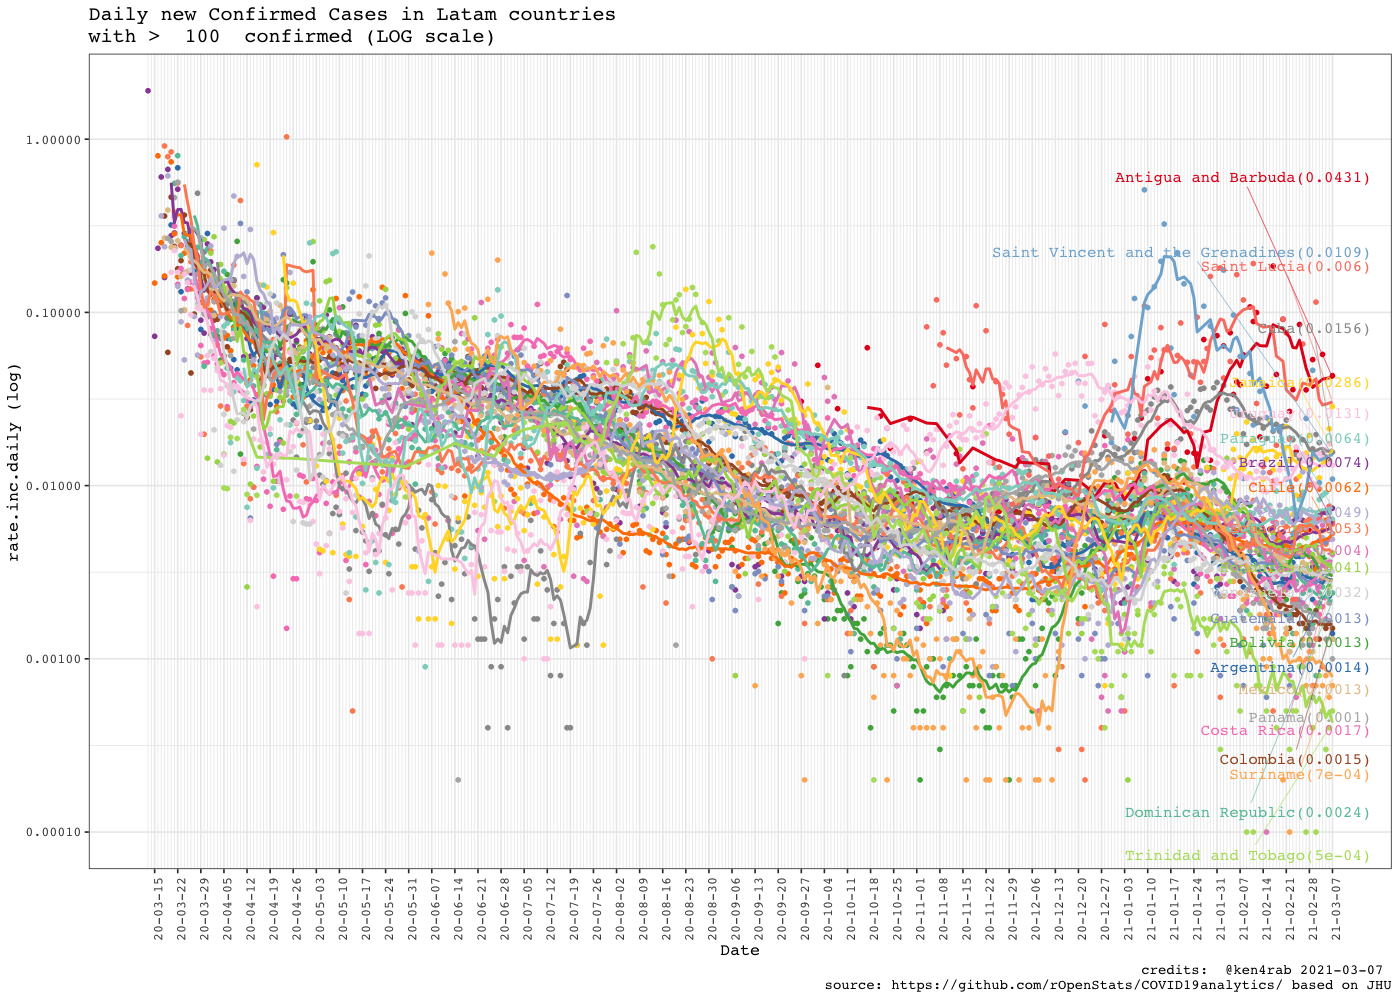 Daily new Confirmed Cases in Latam countries
with >  100  confirmed (LOG scale)
rate.inc.daily (log)
1.00000
0.10000
0.01000
0.00100
0.00010
Antigua and Barbuda(0.0431)
Saint Vincent and the Grenadines(0.0109)
Saint Lucia(0.006)
Cuba(0.0156)
Jamaica(0.0286)
0.0131)
Paraguay(0.0064)
Brazil(0.0074)
Chile(0.0062)
049)
053)
004)
041)
0032)
Guatemala(0.0013)
Bolivia(0.0013)
Argentina(0.0014)
Mexico(0.0013)
Panama(0.001)
Costa Rica(0.0017)
Colombia(0.0015)
Suriname(7e-04)
Dominican Republic(0.0024)
Trinidad and Tobago(5e-04)
20-03-15
20-03-22
20-03-29
20-04-05
20-04-12
20-04-19
20-04-26
20-05-03
20-05-10
20-05-17
20-05-24
20-05-31
20-06-07
20-06-14
20-06-21
20-06-28
20-07-05
20-07-12
20-07-19
20-07-26
20-08-02
20-08-09
20-08-16
20-08-23
20-08-30
20-09-06
20-09-13
20-09-20
20-09-27
20-10-04
20-10-11
20-10-18
20-10-25
20-11-01
20-11-08
20-11-15
20-11-22
20-11-29
20-12-06
20-12-13
20-12-20
20-12-27
21-01-03
21-01-10
21-01-17
21-01-24
21-01-31
21-02-07
21-02-14
21-02-21
21-02-28
21-03-07
Date
credits:  @ken4rab 2021-03-07
source: https://github.com/rOpenStats/COVID19analytics/ based on JHU